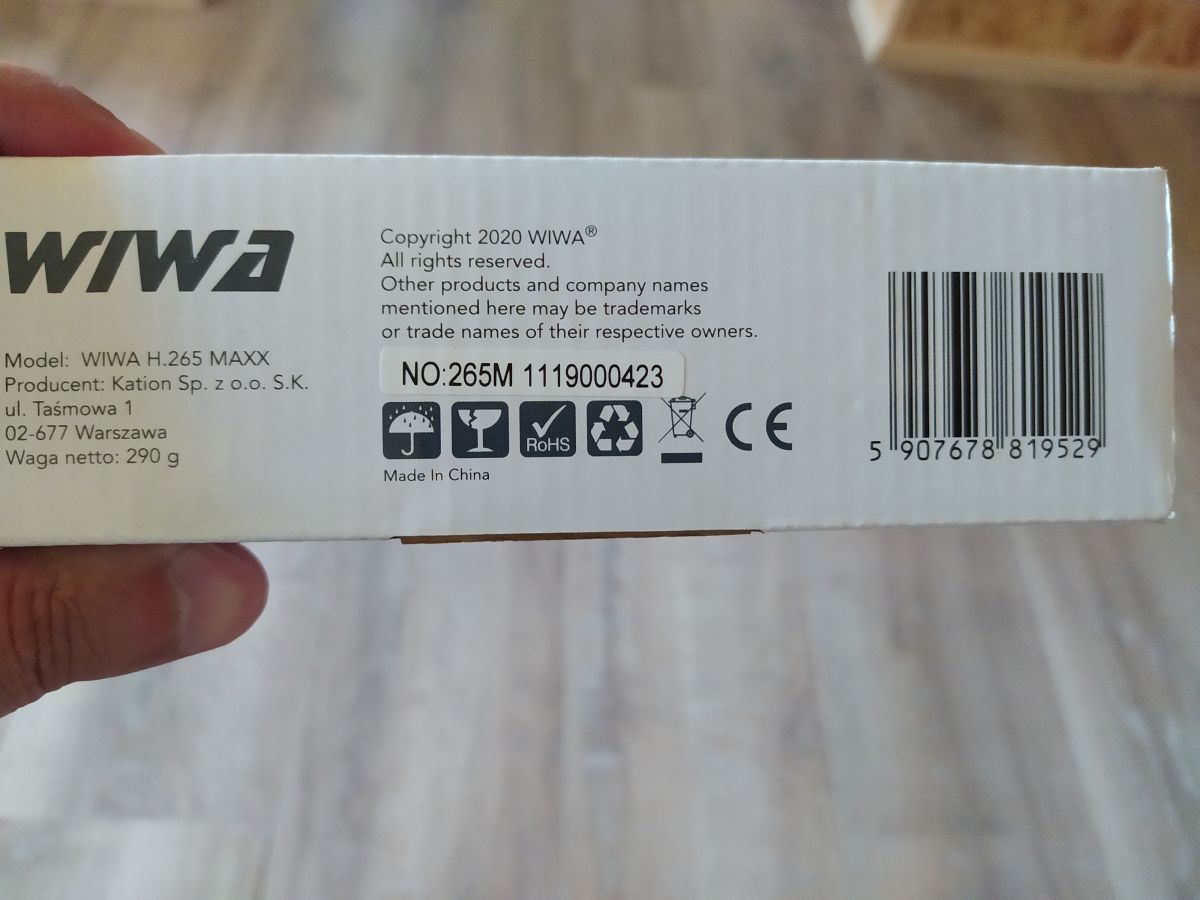 WIWA
Model: WIWA H.265 MAXX
Producent: Kation Sp. z o.o. S.K.
ul. Taśmowa 1
02-677 Warszawa
Waga netto: 290 g
Copyright 2020 WIWA®
All rights reserved.
Other products and company names
mentioned here may be trademarks
or trade names of their respective owners.
NO:265M 1119000423
RoHS
CE
Made In China
5 907678 819529